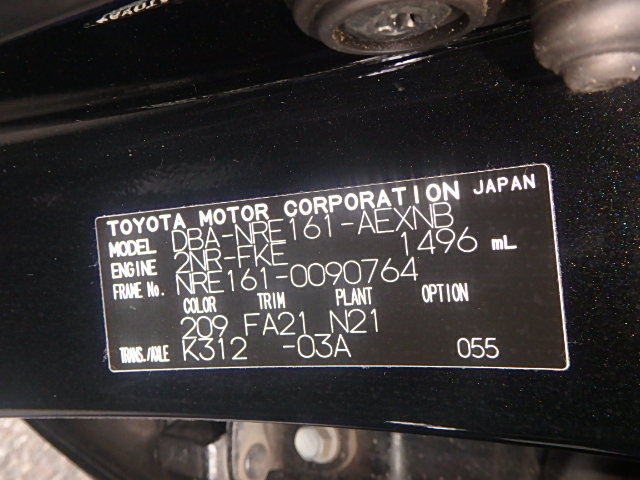 TOYOTA MOTOR CORPORATION JAPAN
MODEL DBA-NRE161-AEXNB
ENGINE 2NR-FKE 1496 mL
FRAME No. NRE161-0090764
COLOR TRIM PLANT OPTION
209 FA21 N21
TRANS./AXLE K312 -03A 055